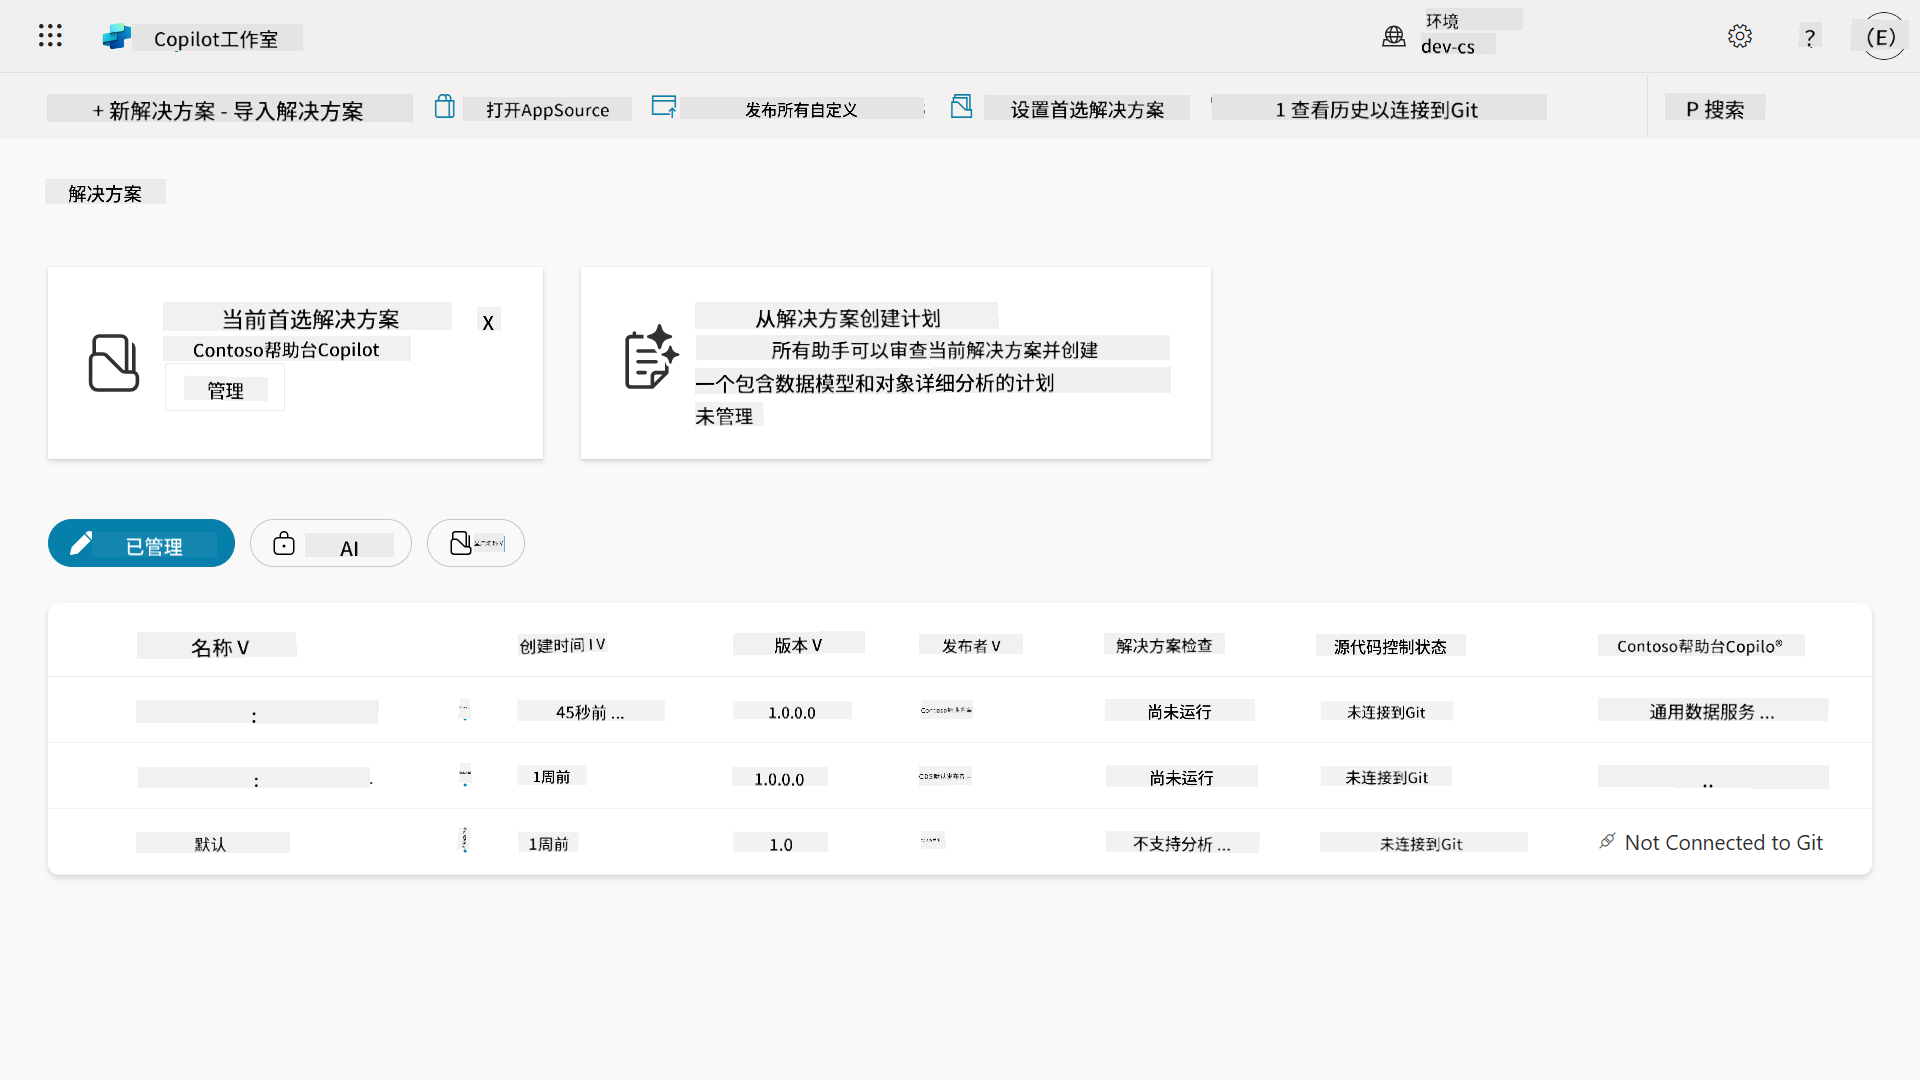 Copilot工作室
环境
dev-cs
?
(E)
+ 新解决方案 - 导入解决方案
打开AppSource
发布所有自定义
设置首选解决方案
1 查看历史以连接到Git
P 搜索
解决方案
当前首选解决方案
X
Contoso帮助台Copilot
管理
从解决方案创建计划
所有助手可以审查当前解决方案并创建
一个包含数据模型和对象详细分析的计划
未管理
已管理
AI
名称 V
创建时间 I V
版本 V
发布者 V
解决方案检查
源代码控制状态
Contoso帮助台Copilo®
:
45秒前 ...
1.0.0.0
尚未运行
未连接到Git
通用数据服务 ...
:
1周前
1.0.0.0
CDS默认发布者...
尚未运行
未连接到Git
..
默认
1周前
1.0
不支持分析 ...
未连接到Git
Not Connected to Git